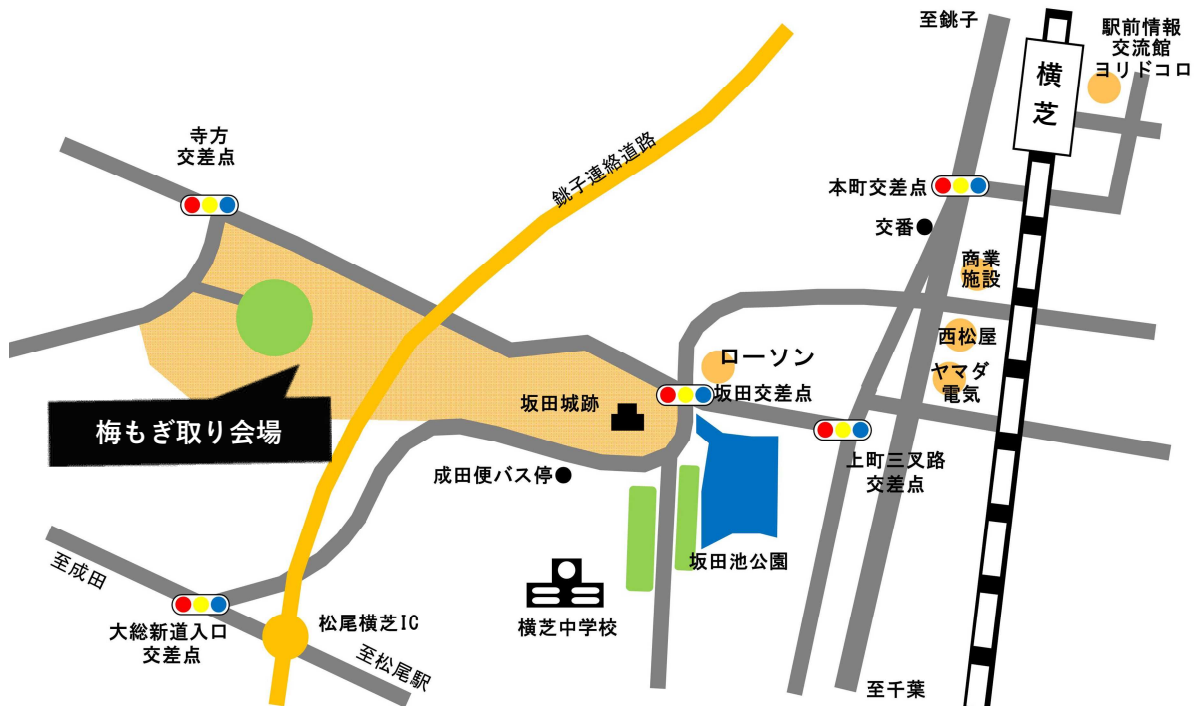 至銚子
駅前情報
交流館
ヨリドコロ
横
芝
寺方
交差点
銚子連絡道路
本町交差点
交番
商業
施設
西松屋
ヤマダ
電気
ローソン
坂田交差点
坂田城跡
梅もぎ取り会場
上町三叉路
交差点
成田便バス停
坂田池公園
至成田
横芝中学校
大総新道入口
交差点
松尾横芝IC
至松尾駅
至千葉